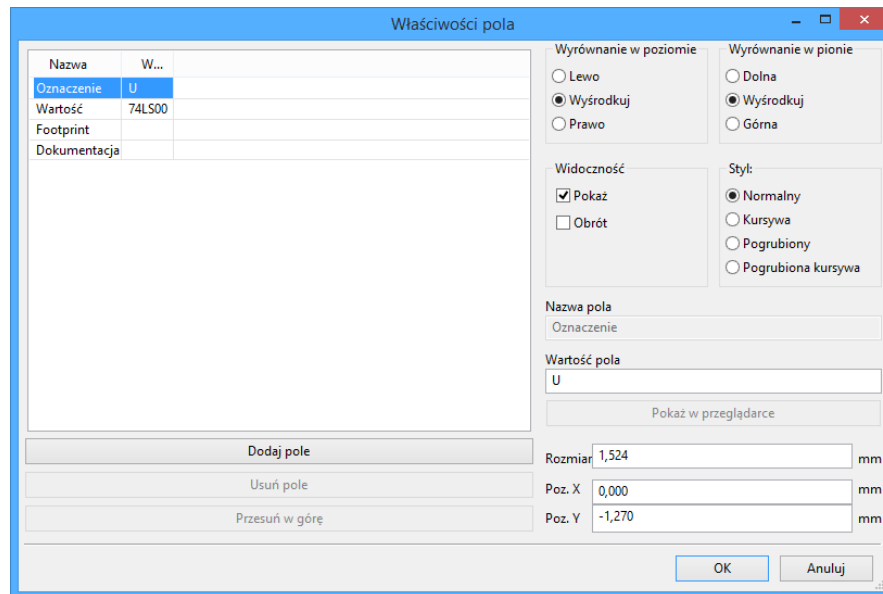 Właściwości pola
Nazwa W...
Oznaczenie U
Wartość 74LS00
Footprint
Dokumentacja
Dodaj pole
Usuń pole
Przesuń w górę
Wyrównanie w poziomie
Lewo
Wyśrodkuj
Prawo
Wyrównanie w pionie
Dolna
Wyśrodkuj
Górna
Widoczność
Pokaż
Obrót
Styl:
Normalny
Kursywa
Pogrubiony
Pogrubiona kursywa
Nazwa pola
Oznaczenie
Wartość pola
U
Pokaż w przeglądarce
Rozmiar 1,524 mm
Poz. X 0,000 mm
Poz. Y -1,270 mm
OK Anuluj